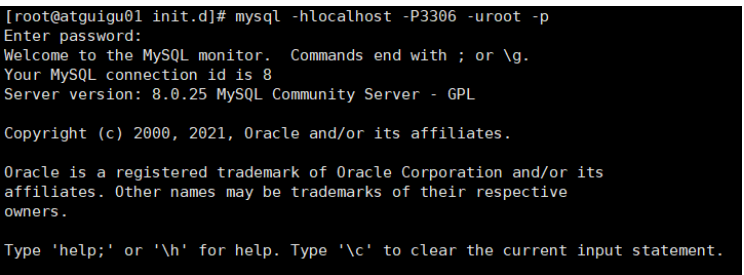 [root@atguigu01 init.d]# mysql -hlocalhost -P3306 -uroot -p
Enter password:
Welcome to the MySQL monitor.  Commands end with ; or \g.
Your MySQL connection id is 8
Server version: 8.0.25 MySQL Community Server - GPL

Copyright (c) 2000, 2021, Oracle and/or its affiliates.

Oracle is a registered trademark of Oracle Corporation and/or its
affiliates. Other names may be trademarks of their respective
owners.

Type 'help;' or '\h' for help. Type '\c' to clear the current input statement.